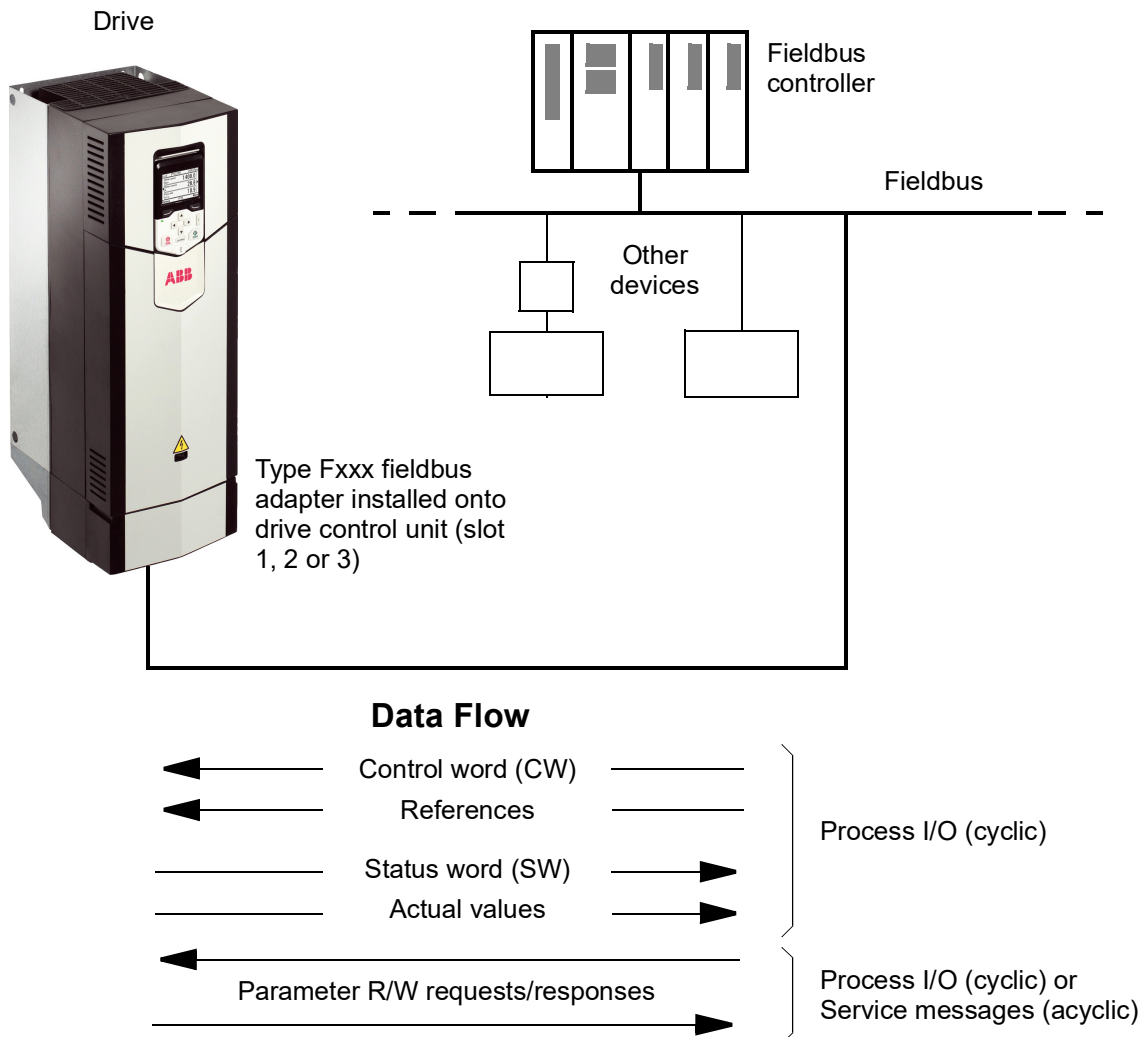 Drive
Fieldbus
controller
Fieldbus
Other
devices
ABB
Type Fxxx fieldbus
adapter installed onto
drive control unit (slot
1, 2 or 3)
Data Flow
Control word (CW)
References
Process I/O (cyclic)
Status word (SW)
Actual values
Parameter R/W requests/responses
Process I/O (cyclic) or
Service messages (acyclic)